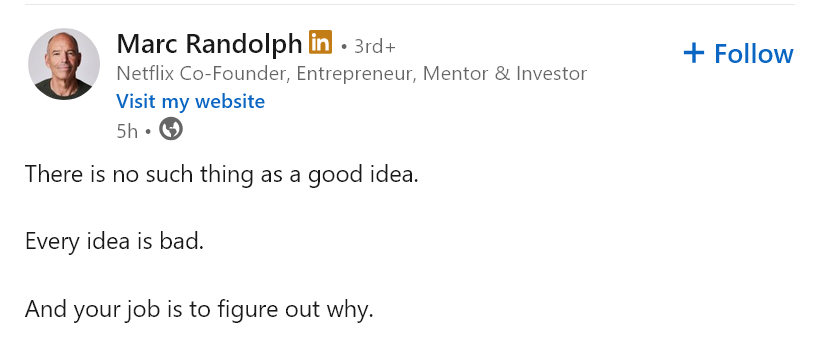 Marc Randolph in • 3rd+
+ Follow
Netflix Co-Founder, Entrepreneur, Mentor & Investor
Visit my website
5h •
There is no such thing as a good idea.
Every idea is bad.
And your job is to figure out why.